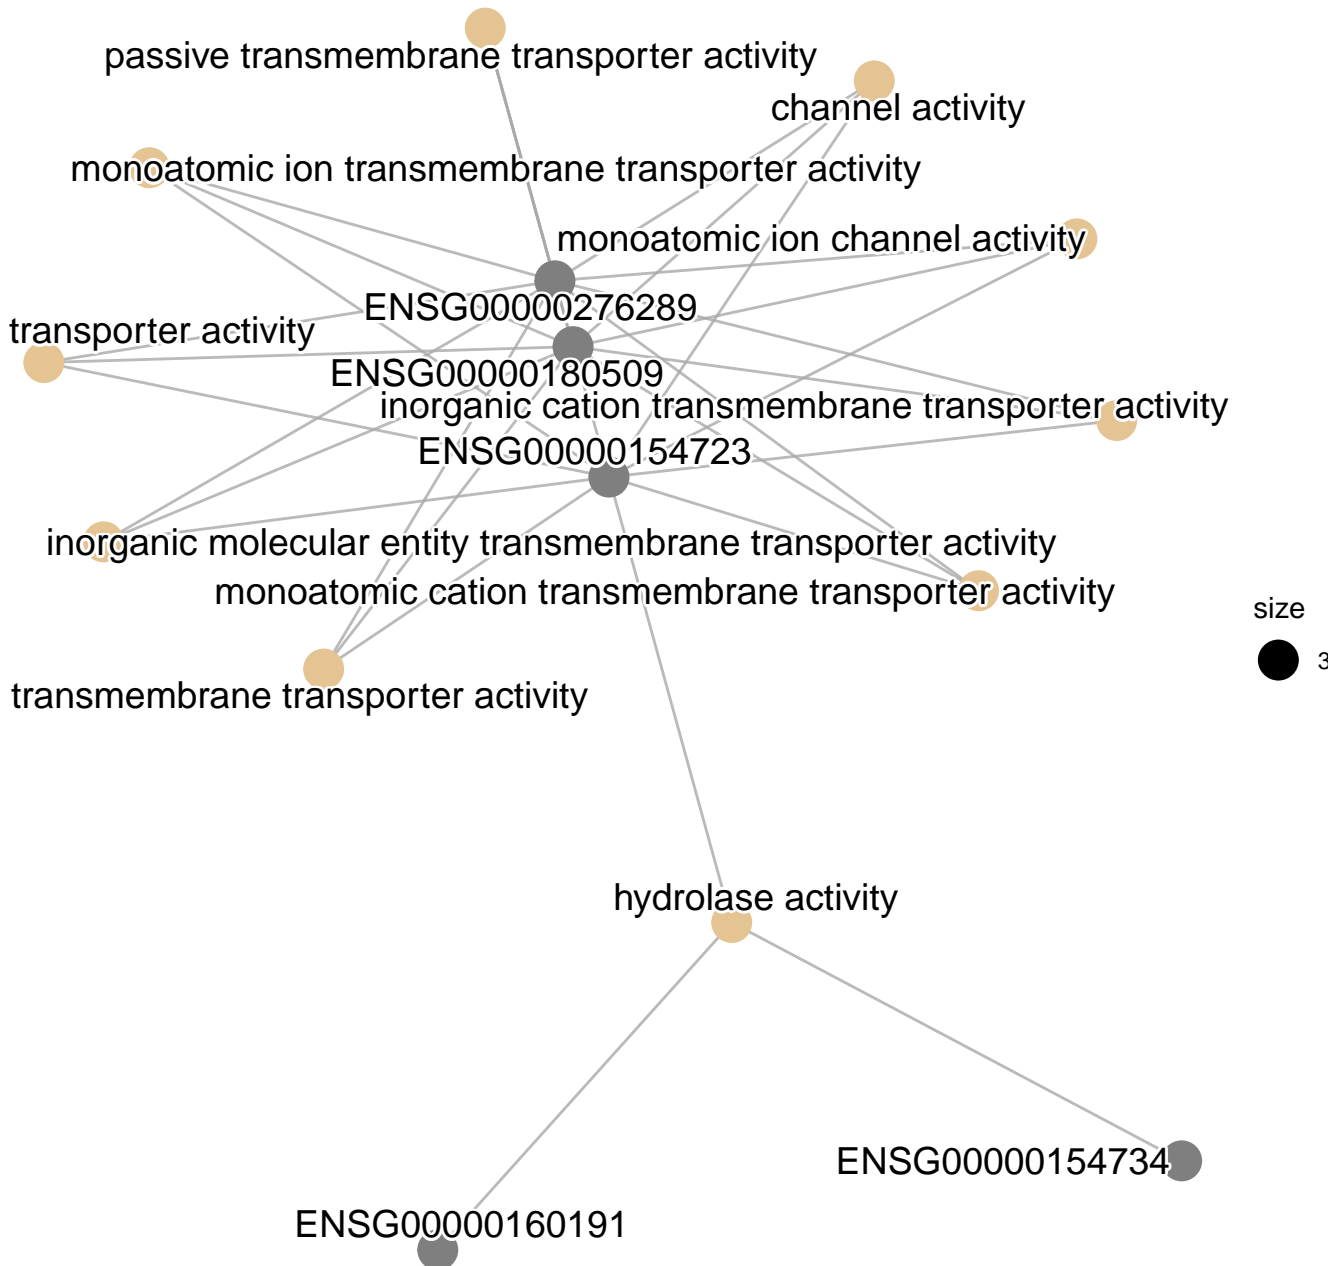 passive transmembrane transporter activity
channel activity
monoatomic ion transmembrane transporter activity
monoatomic ion channel activity
ENSG00000276289
transporter activity
ENSG00000180509
inorganic cation transmembrane transporter activity
ENSG00000154723
inorganic molecular entity transmembrane transporter activity
monoatomic cation transmembrane transporter activity
size
3
transmembrane transporter activity
hydrolase activity
ENSG00000154734
ENSG00000160191